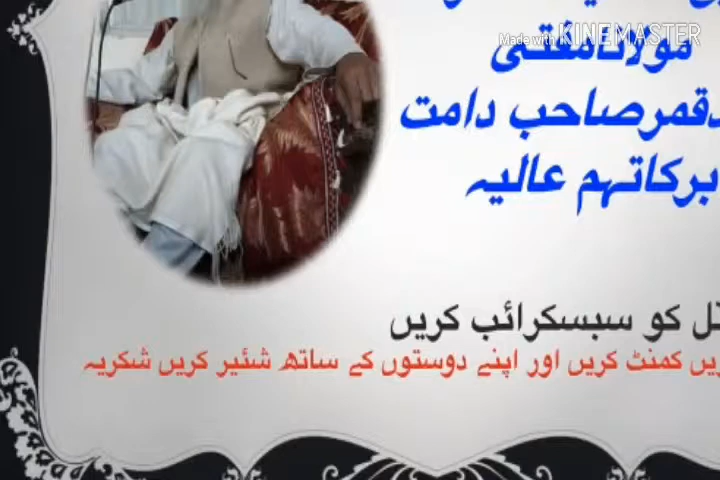 Made with KINEMASTER
مولانامفتی
قمرصاحب دامت
برکاتہم عالیہ
کو سبسکرائب کریں
کمنٹ کریں اور اپنے دوستوں کے ساتھ شئیر کریں شکریہ